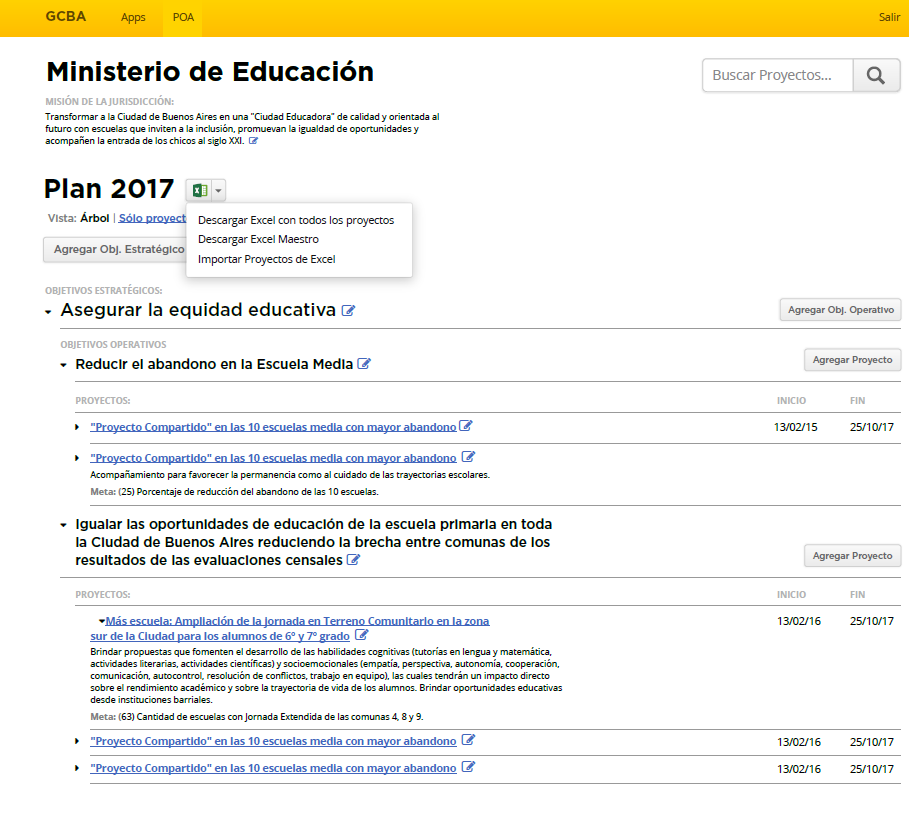 GCBA Apps POA Salir
Ministerio de Educación
Buscar Proyectos...
MISIÓN DE LA JURISDICCIÓN:
Transformar a la Ciudad de Buenos Aires en una "Ciudad Educadora" de calidad y orientada al
futuro con escuelas que inviten a la inclusión, promuevan la igualdad de oportunidades y
acompañen la entrada de los chicos al siglo XXI.
Plan 2017
Vista: Árbol | Sólo proyect
Descargar Excel con todos los proyectos
Descargar Excel Maestro
Importar Proyectos de Excel
Agregar Obj. Estratégico
OBJETIVOS ESTRATÉGICOS:
Asegurar la equidad educativa
Agregar Obj. Operativo
OBJETIVOS OPERATIVOS
Reducir el abandono en la Escuela Media
Agregar Proyecto
PROYECTOS: INICIO FIN
"Proyecto Compartido" en las 10 escuelas media con mayor abandono 13/02/15 25/10/17
"Proyecto Compartido" en las 10 escuelas media con mayor abandono
Acompañamiento para favorecer la permanencia como al cuidado de las trayectorias escolares.
Meta: (25) Porcentaje de reducción del abandono de las 10 escuelas.
Igualar las oportunidades de educación de la escuela primaria en toda
la Ciudad de Buenos Aires reduciendo la brecha entre comunas de los
resultados de las evaluaciones censales
Agregar Proyecto
PROYECTOS: INICIO FIN
Más escuela: Ampliación de la Jornada en Terreno Comunitario en la zona 13/02/16 25/10/17
sur de la Ciudad para los alumnos de 6º y 7º grado
Brindar propuestas que fomenten el desarrollo de las habilidades cognitivas (tutorías en lengua y matemática,
actividades literarias, actividades científicas) y socioemocionales (empatía, perspectiva, autonomía, cooperación,
comunicación, autocontrol, resolución de conflictos, trabajo en equipo), las cuales tendrán un impacto directo
sobre el rendimiento académico y sobre la trayectoria de vida de los alumnos. Brindar oportunidades educativas
desde instituciones barriales.
Meta: (63) Cantidad de escuelas con Jornada Extendida de las comunas 4, 8 y 9.
"Proyecto Compartido" en las 10 escuelas media con mayor abandono 13/02/16 25/10/17
"Proyecto Compartido" en las 10 escuelas media con mayor abandono 13/02/16 25/10/17